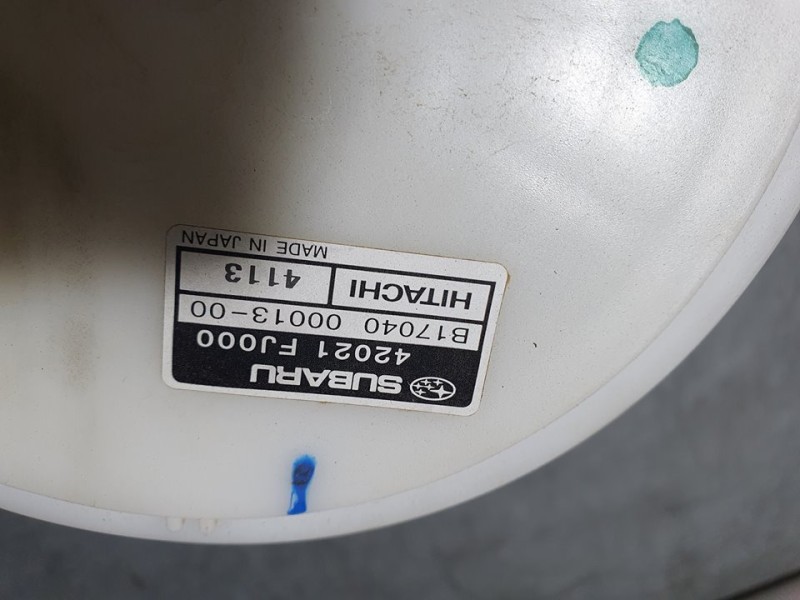 SUBARU
42021 FJ000
B17040 00013-00
HITACHI 4113
MADE IN JAPAN